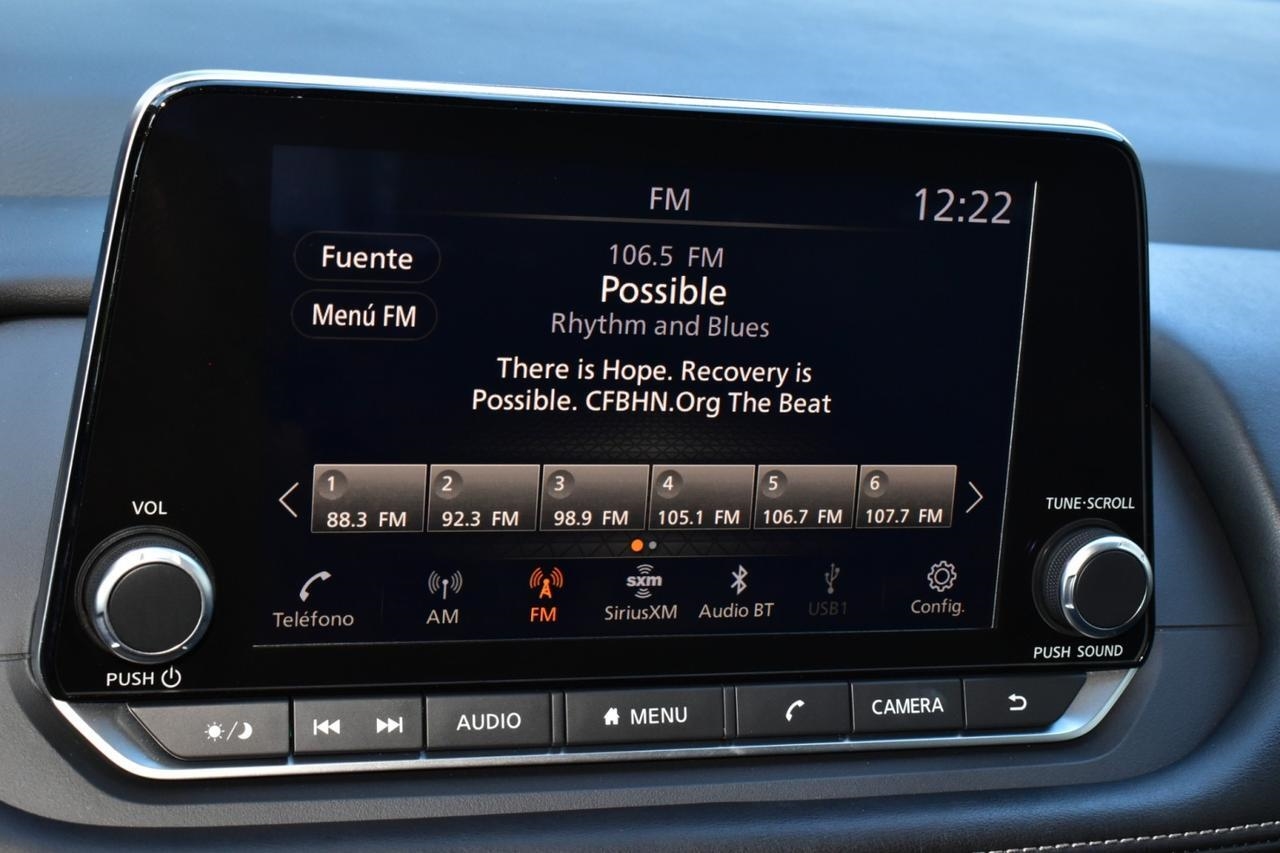 FM
12:22
Fuente
Menú FM
106.5 FM
Possible
Rhythm and Blues
There is Hope. Recovery is
Possible. CFBHN.Org The Beat
1 2 3 4 5 6
88.3 FM 92.3 FM 98.9 FM 105.1 FM 106.7 FM 107.7 FM
Teléfono AM FM sxm SiriusXM Audio BT USB1 Config.
VOL
PUSH
TUNE·SCROLL
PUSH SOUND
AUDIO MENU CAMERA